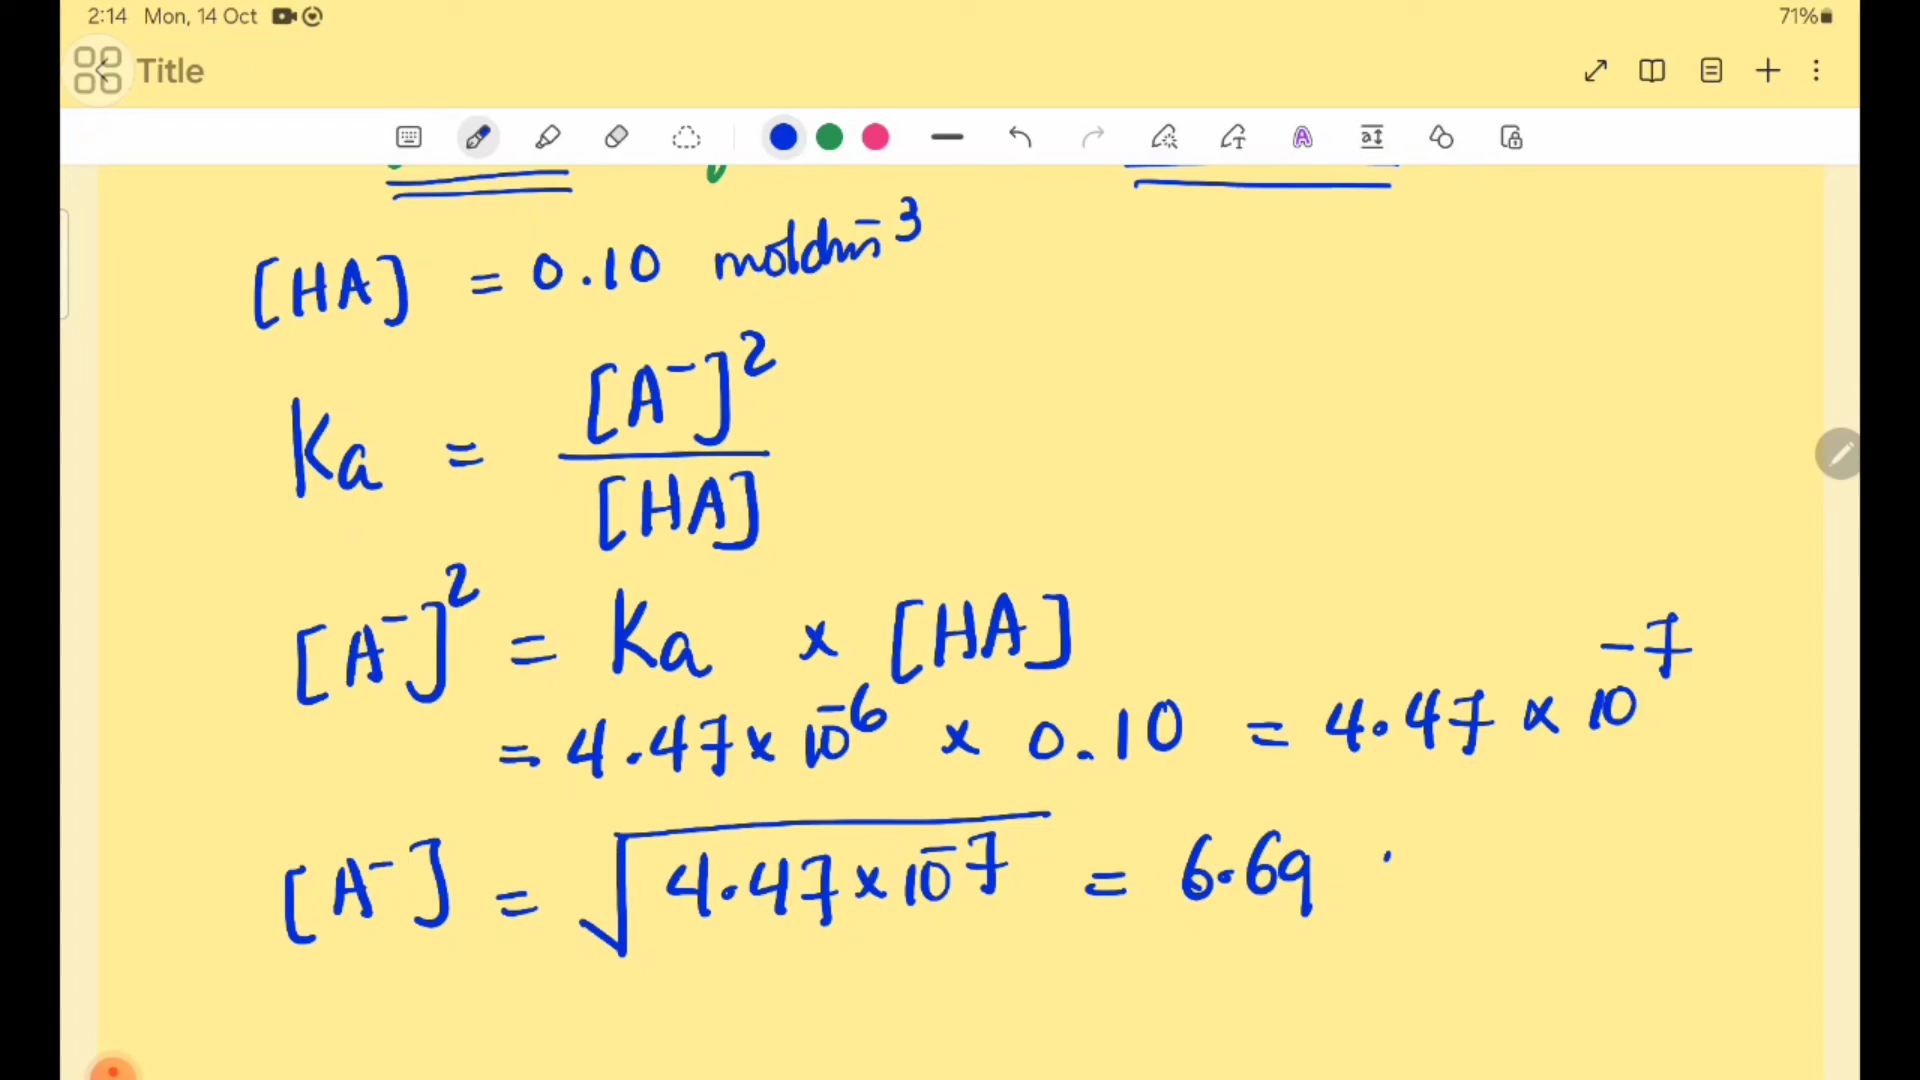 2:14 Mon, 14 Oct 71%
Title
[HA] = 0.10 moldm⁻³
Ka = [A⁻]² / [HA]
[A⁻]² = Ka × [HA]
= 4.47 × 10⁻⁶ × 0.10 = 4.47 × 10⁻⁷
[A⁻] = √4.47 × 10⁻⁷ = 6.69